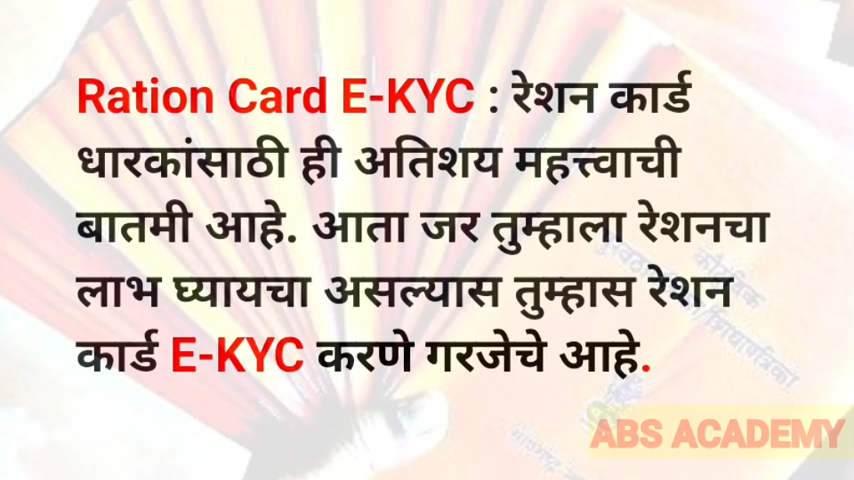 Ration Card E-KYC : रेशन कार्ड
धारकांसाठी ही अतिशय महत्त्वाची
बातमी आहे. आता जर तुम्हाला रेशनचा
लाभ घ्यायचा असल्यास तुम्हास रेशन
कार्ड E-KYC करणे गरजेचे आहे.
ABS ACADEMY